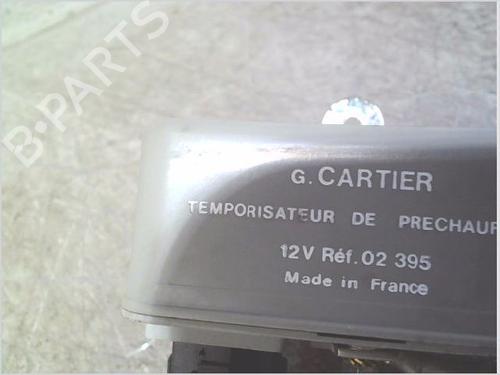 B-PARTS
G. CARTIER
TEMPORISATEUR DE PRECHAUF
12V Réf. 02 395
Made in France